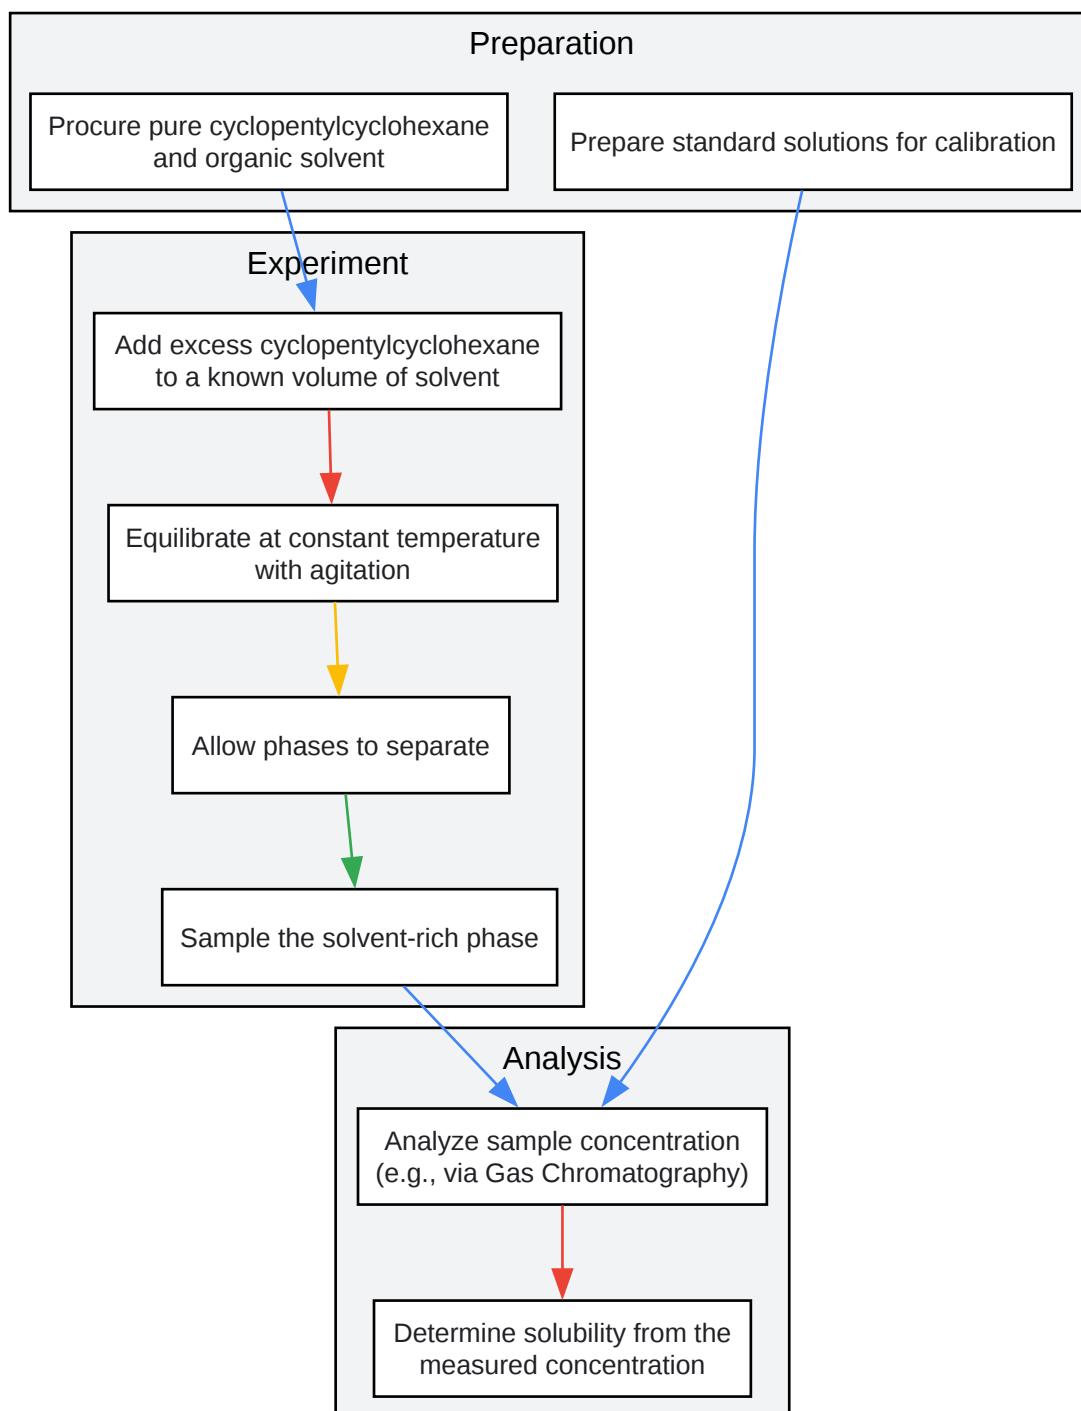 Preparation
Procure pure cyclopentylcyclohexane
and organic solvent
Prepare standard solutions for calibration
Experiment
Add excess cyclopentylcyclohexane
to a known volume of solvent
Equilibrate at constant temperature
with agitation
Allow phases to separate
Sample the solvent-rich phase
Analysis
Analyze sample concentration
(e.g., via Gas Chromatography)
Determine solubility from the
measured concentration